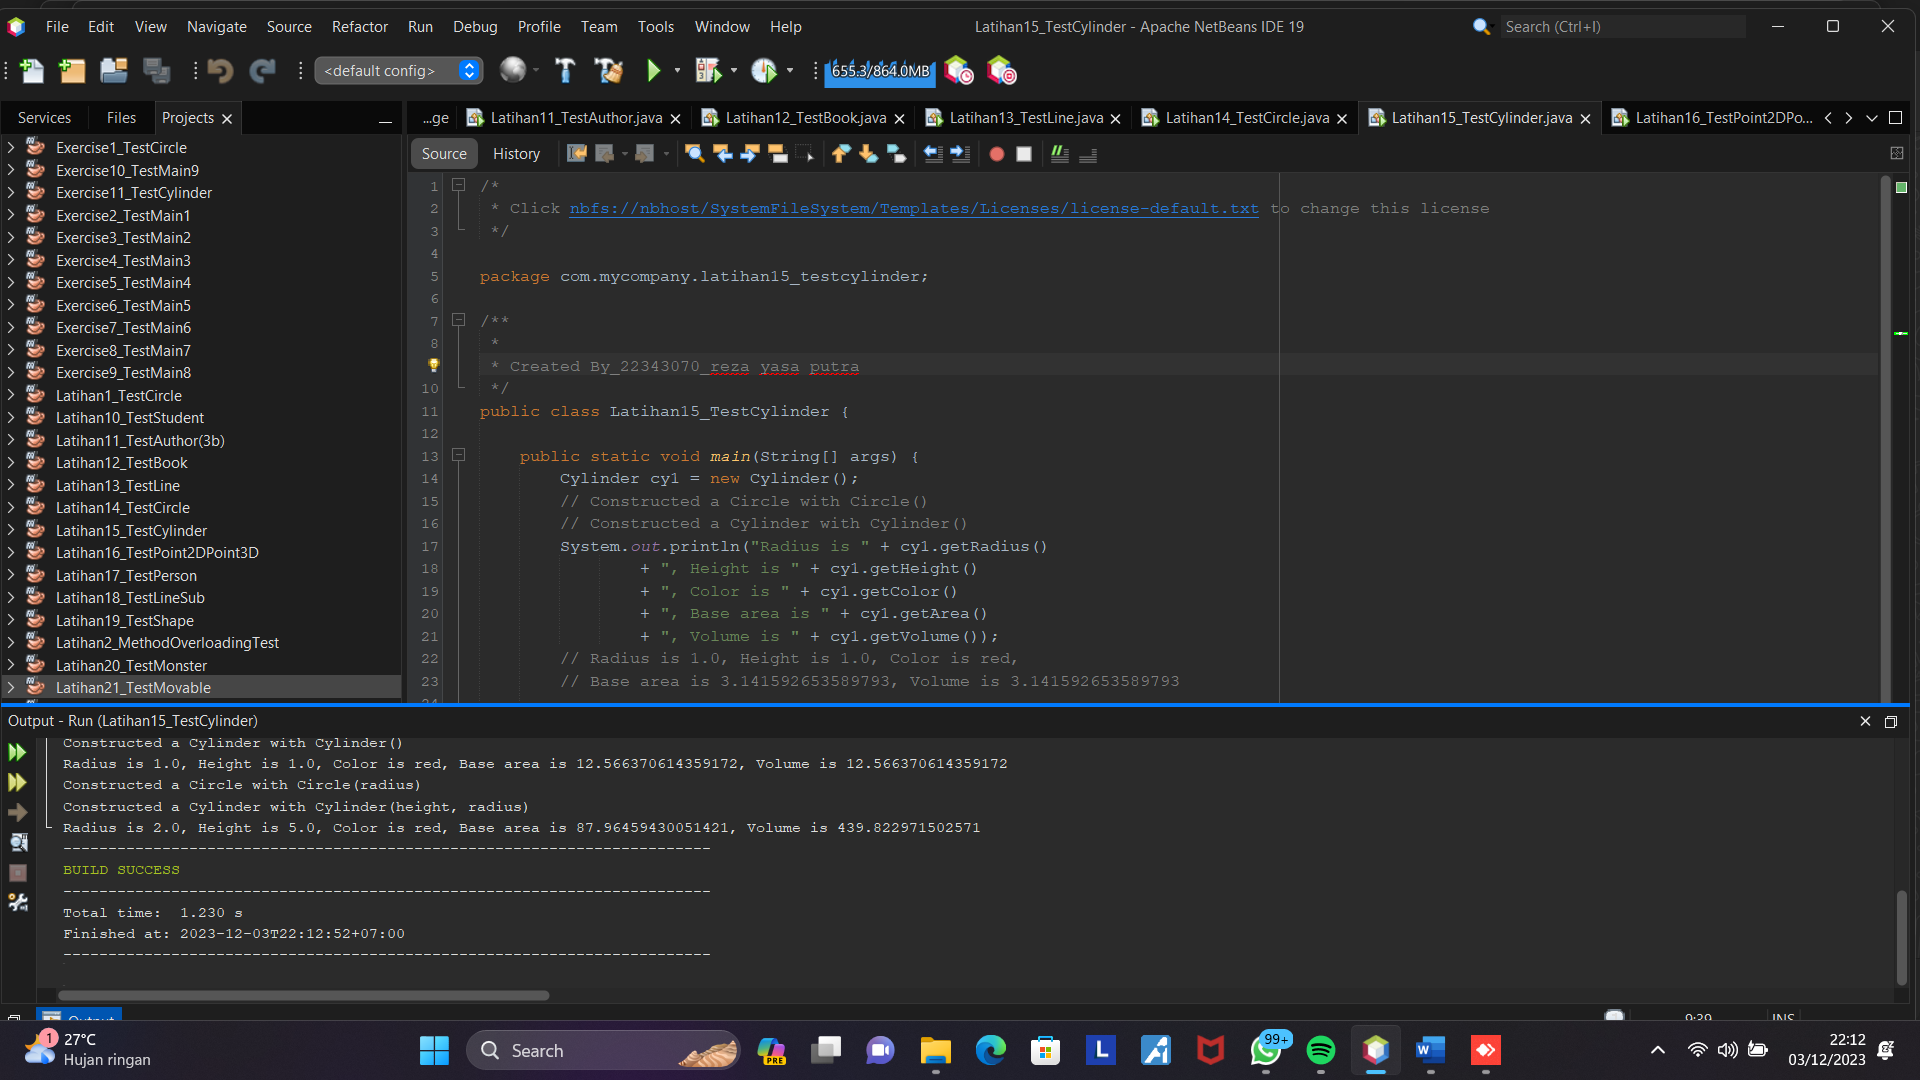 File Edit View Navigate Source Refactor Run Debug Profile Team Tools Window Help
Latihan15_TestCylinder - Apache NetBeans IDE 19
Search (Ctrl+I)
<default config>
655.3/864.0MB
Services Files Projects
...ge Latihan11_TestAuthor.java Latihan12_TestBook.java Latihan13_TestLine.java Latihan14_TestCircle.java Latihan15_TestCylinder.java Latihan16_TestPoint2DPo...
Source History
Exercise1_TestCircle
Exercise10_TestMain9
Exercise11_TestCylinder
Exercise2_TestMain1
Exercise3_TestMain2
Exercise4_TestMain3
Exercise5_TestMain4
Exercise6_TestMain5
Exercise7_TestMain6
Exercise8_TestMain7
Exercise9_TestMain8
Latihan1_TestCircle
Latihan10_TestStudent
Latihan11_TestAuthor(3b)
Latihan12_TestBook
Latihan13_TestLine
Latihan14_TestCircle
Latihan15_TestCylinder
Latihan16_TestPoint2DPoint3D
Latihan17_TestPerson
Latihan18_TestLineSub
Latihan19_TestShape
Latihan2_MethodOverloadingTest
Latihan20_TestMonster
Latihan21_TestMovable
1 /*
2 * Click nbfs://nbhost/SystemFileSystem/Templates/Licenses/license-default.txt to change this license
3 */
4
5 package com.mycompany.latihan15_testcylinder;
6
7 /**
8 *
* Created By_22343070_reza yasa putra
10 */
11 public class Latihan15_TestCylinder {
12
13 public static void main(String[] args) {
14 Cylinder cy1 = new Cylinder();
15 // Constructed a Circle with Circle()
16 // Constructed a Cylinder with Cylinder()
17 System.out.println("Radius is " + cy1.getRadius()
18 + ", Height is " + cy1.getHeight()
19 + ", Color is " + cy1.getColor()
20 + ", Base area is " + cy1.getArea()
21 + ", Volume is " + cy1.getVolume());
22 // Radius is 1.0, Height is 1.0, Color is red,
23 // Base area is 3.141592653589793, Volume is 3.141592653589793
24
Output - Run (Latihan15_TestCylinder)
Constructed a Cylinder with Cylinder()
Radius is 1.0, Height is 1.0, Color is red, Base area is 12.566370614359172, Volume is 12.566370614359172
Constructed a Circle with Circle(radius)
Constructed a Cylinder with Cylinder(height, radius)
Radius is 2.0, Height is 5.0, Color is red, Base area is 87.96459430051421, Volume is 439.822971502571
------------------------------------------------------------------------
BUILD SUCCESS
------------------------------------------------------------------------
Total time:  1.230 s
Finished at: 2023-12-03T22:12:52+07:00
------------------------------------------------------------------------
Output
9:39 INS
1
27°C
Hujan ringan
Search
PRE
L
99+
W
22:12
03/12/2023